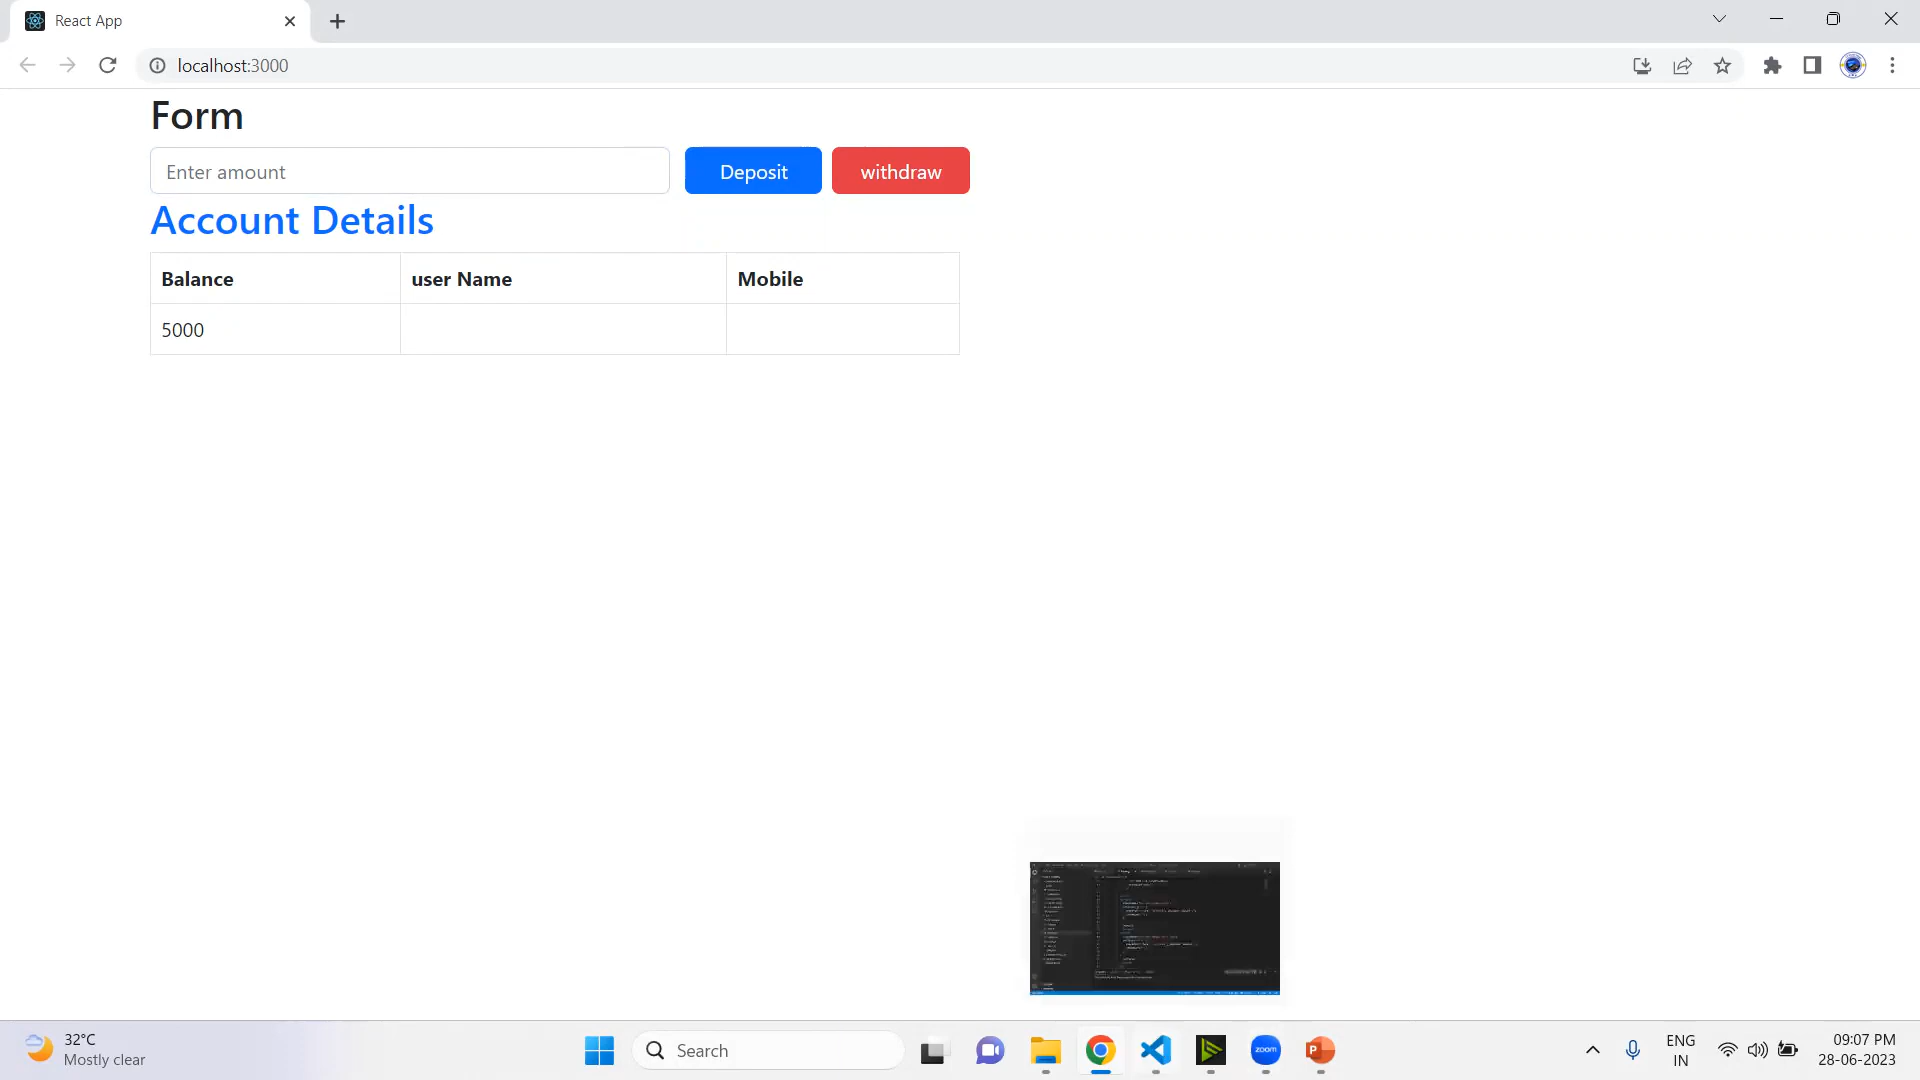 React App
localhost:3000
Form
Enter amount
Deposit
withdraw
Account Details
Balance user Name Mobile
5000
32°C
Mostly clear
Search
zoom
ENG
IN
09:07 PM
28-06-2023